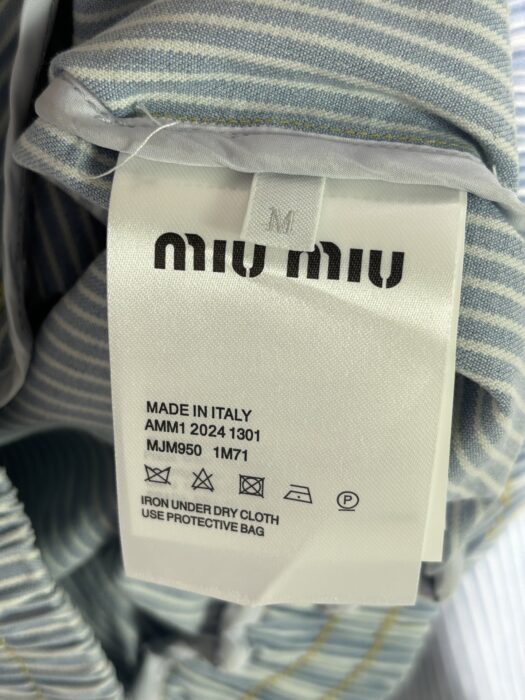 M
miu miu
MADE IN ITALY
AMM1 2024 1301
MJM950 1M71
P
IRON UNDER DRY CLOTH
USE PROTECTIVE BAG